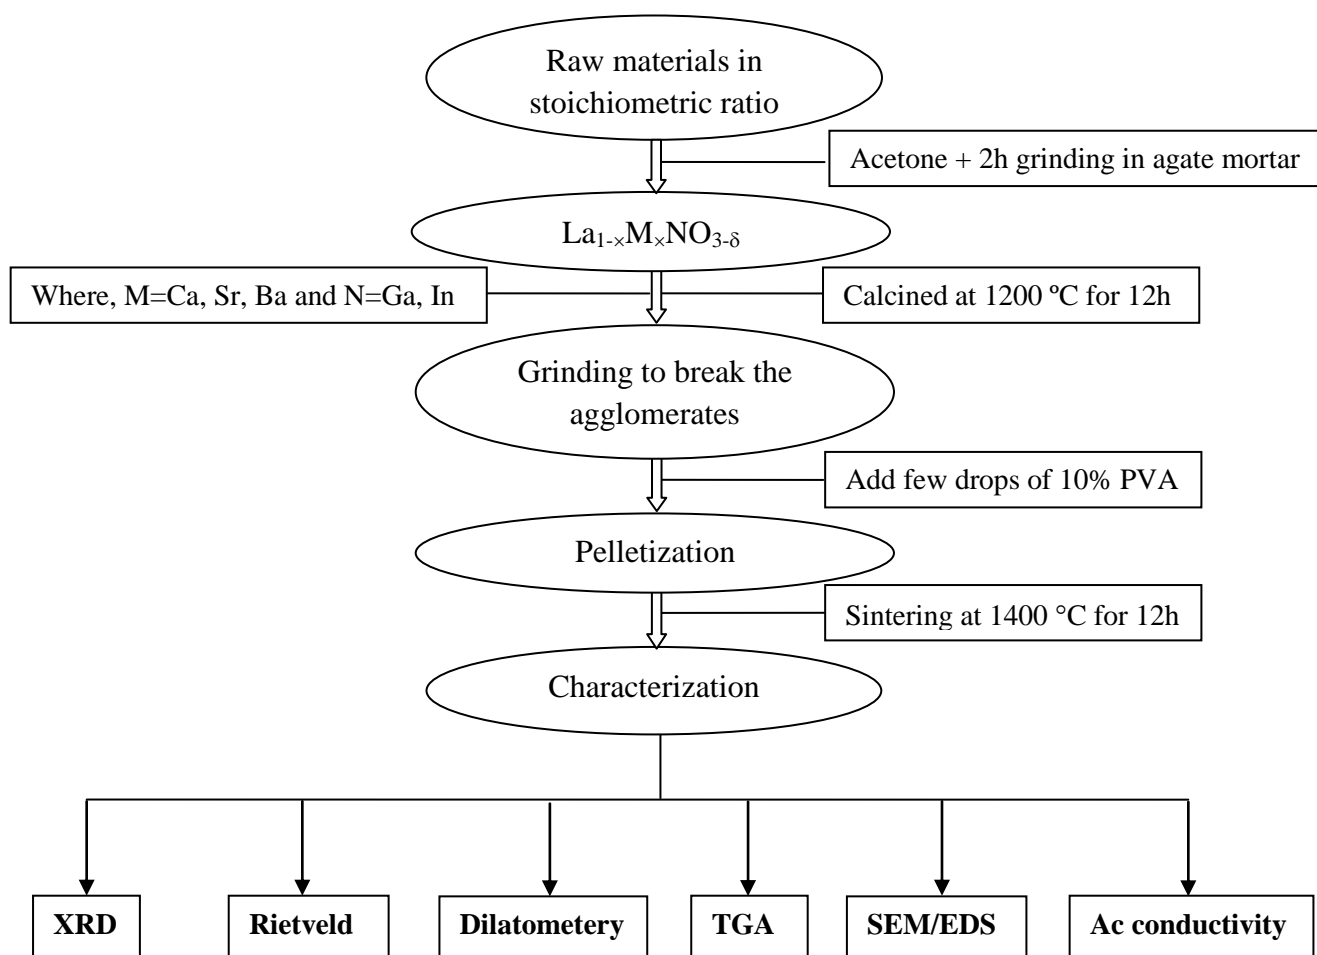 Raw materials in
stoichiometric ratio
Acetone + 2h grinding in agate mortar
La₁₋ₓMₓNO₃₋δ
Where, M=Ca, Sr, Ba and N=Ga, In
Calcined at 1200 ºC for 12h
Grinding to break the
agglomerates
Add few drops of 10% PVA
Pelletization
Sintering at 1400 °C for 12h
Characterization
XRD
Rietveld
Dilatometery
TGA
SEM/EDS
Ac conductivity